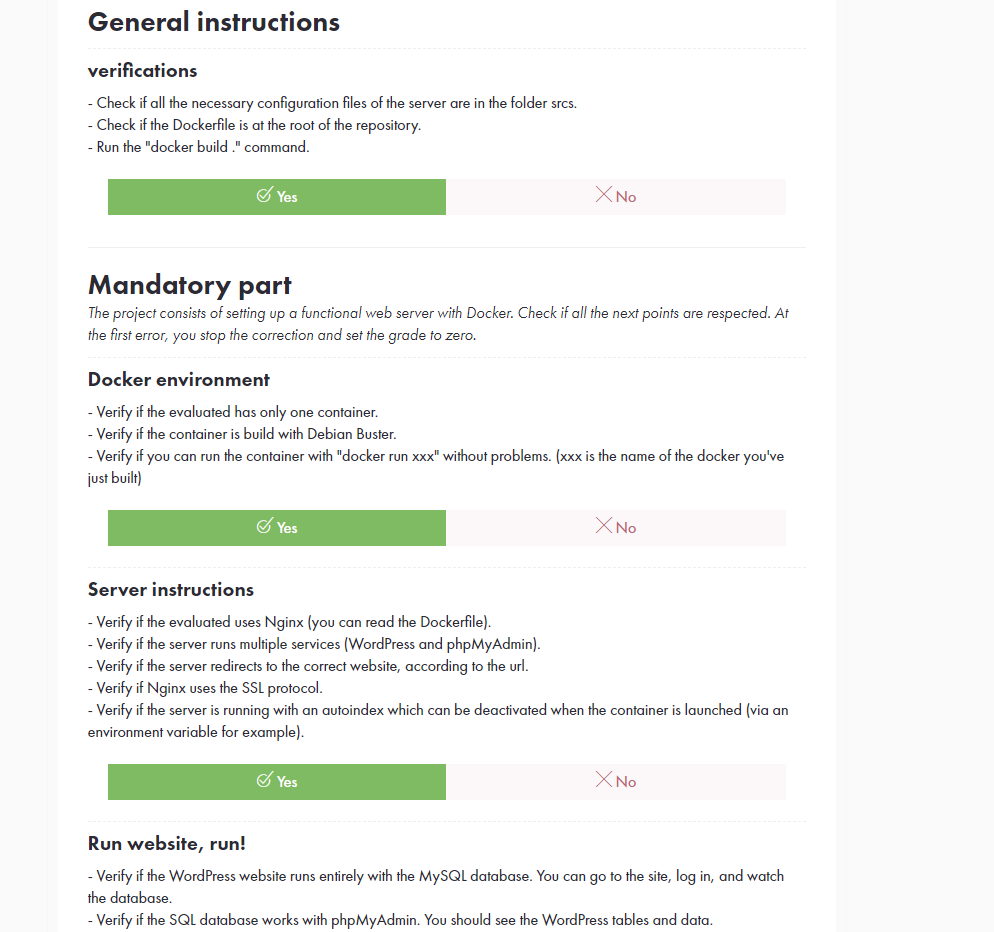 General instructions
verifications
- Check if all the necessary configuration files of the server are in the folder srcs.
- Check if the Dockerfile is at the root of the repository.
- Run the "docker build ." command.
Yes
No
Mandatory part
The project consists of setting up a functional web server with Docker. Check if all the next points are respected. At
the first error, you stop the correction and set the grade to zero.
Docker environment
- Verify if the evaluated has only one container.
- Verify if the container is build with Debian Buster.
- Verify if you can run the container with "docker run xxx" without problems. (xxx is the name of the docker you've
just built)
Yes
No
Server instructions
- Verify if the evaluated uses Nginx (you can read the Dockerfile).
- Verify if the server runs multiple services (WordPress and phpMyAdmin).
- Verify if the server redirects to the correct website, according to the url.
- Verify if Nginx uses the SSL protocol.
- Verify if the server is running with an autoindex which can be deactivated when the container is launched (via an
environment variable for example).
Yes
No
Run website, run!
- Verify if the WordPress website runs entirely with the MySQL database. You can go to the site, log in, and watch
the database.
- Verify if the SQL database works with phpMyAdmin. You should see the WordPress tables and data.